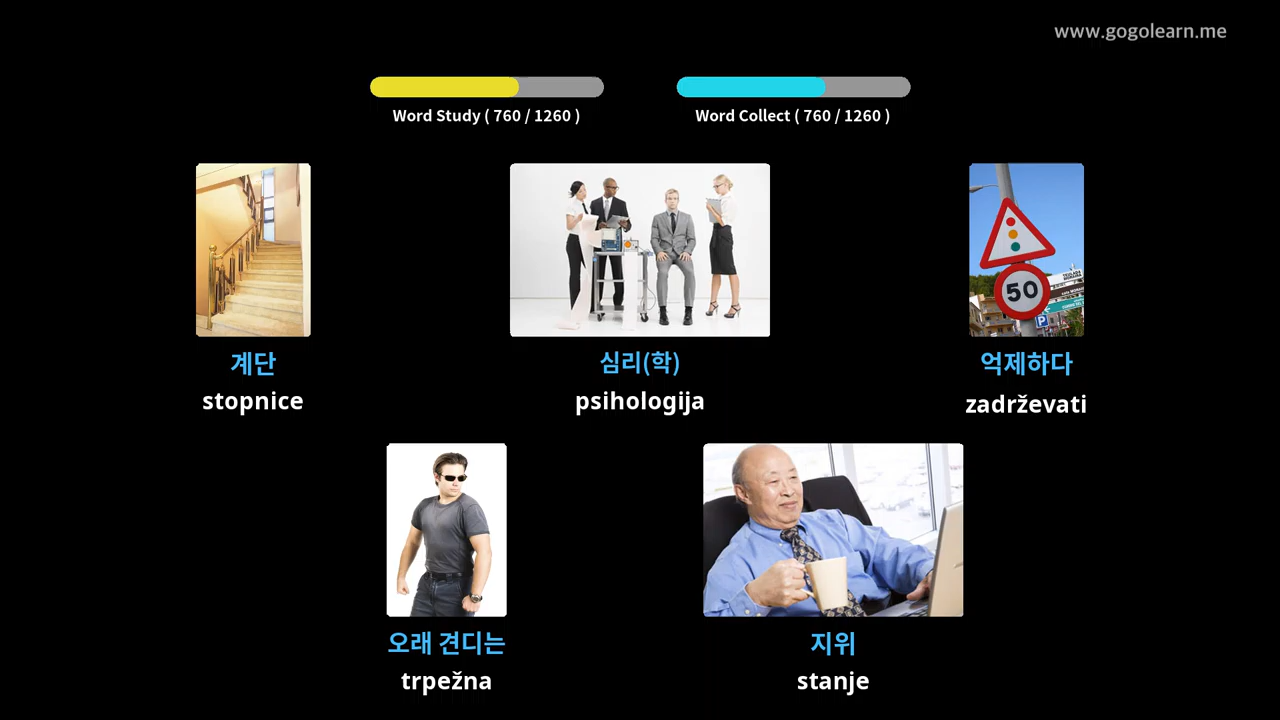 www.gogolearn.me
Word Study ( 760 / 1260 )
Word Collect ( 760 / 1260 )
50
P
계단
심리(학)
억제하다
stopnice
psihologija
zadrževati
오래 견디는
지위
trpežna
stanje